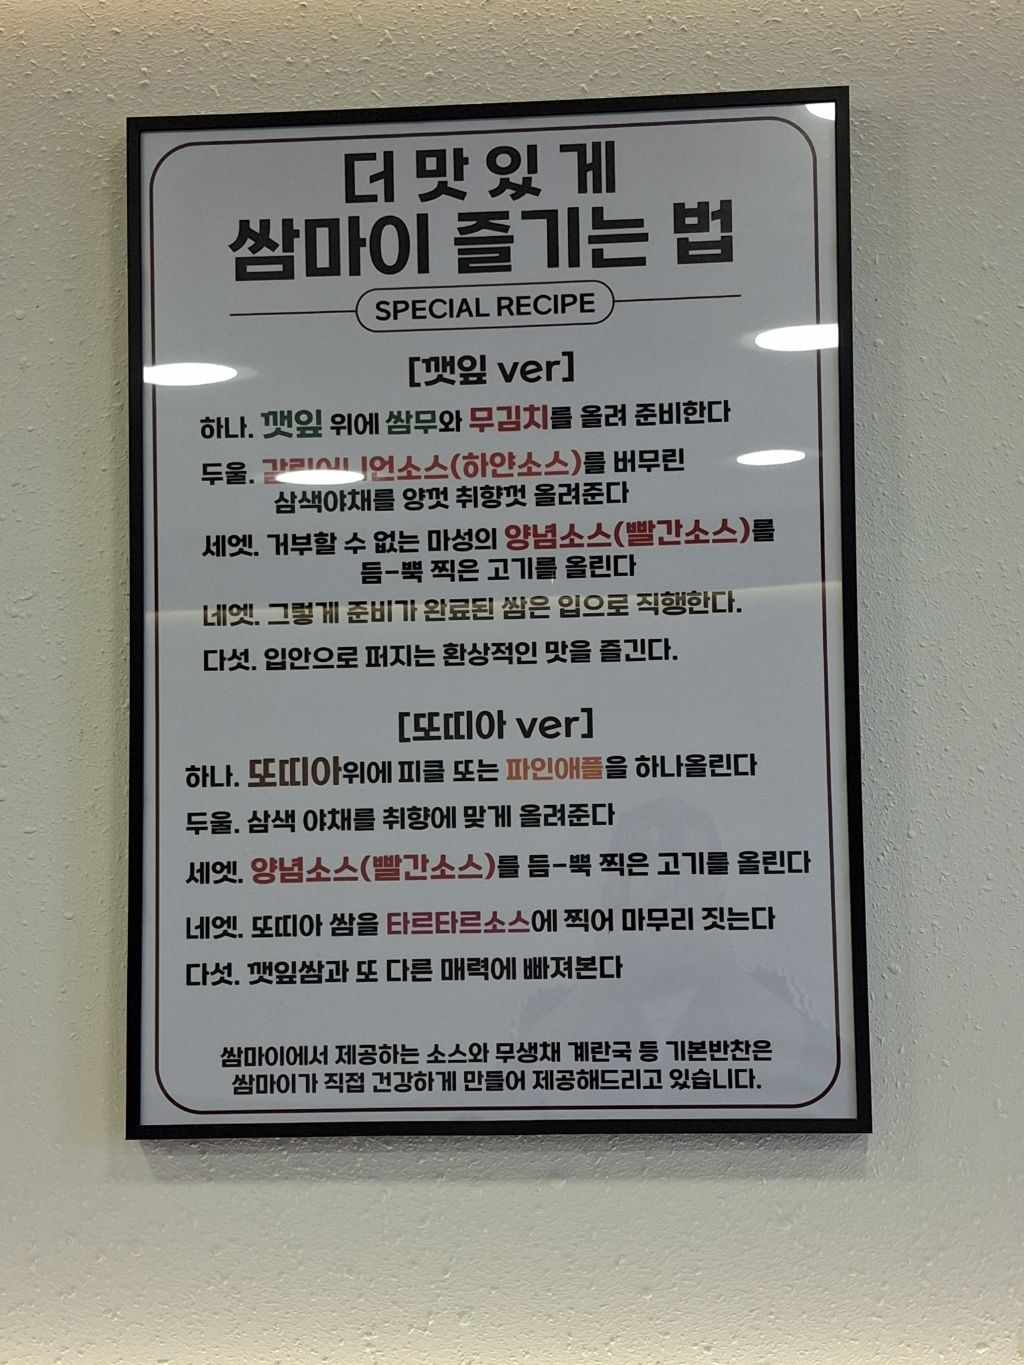 더 맛 있 게
쌈마이 즐기는 법
SPECIAL RECIPE
[깻잎 ver]
하나. 깻잎 위에 쌈무와 무김치를 올려 준비한다
두울. 갈릭어니언소스(하얀소스)를 버무린
삼색야채를 양껏 취향껏 올려준다
세엣. 거부할 수 없는 마성의 양념소스(빨간소스)를
듬-뿍 찍은 고기를 올린다
네엣. 그렇게 준비가 완료된 쌈은 입으로 직행한다.
다섯. 입안으로 퍼지는 환상적인 맛을 즐긴다.
[또띠아 ver]
하나. 또띠아위에 피클 또는 파인애플을 하나올린다
두울. 삼색 야채를 취향에 맞게 올려준다
세엣. 양념소스(빨간소스)를 듬-뿍 찍은 고기를 올린다
네엣. 또띠아 쌈을 타르타르소스에 찍어 마무리 짓는다
다섯. 깻잎쌈과 또 다른 매력에 빠져본다
쌈마이에서 제공하는 소스와 무생채 계란국 등 기본반찬은
쌈마이가 직접 건강하게 만들어 제공해드리고 있습니다.